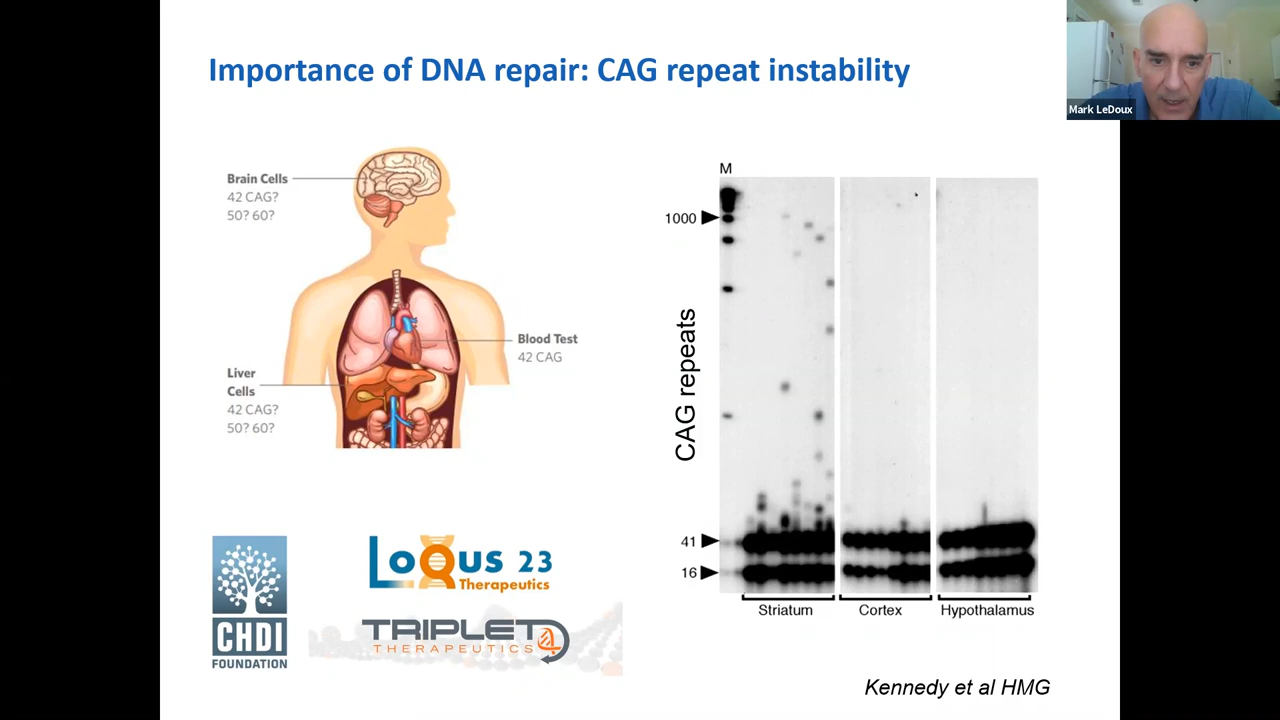 Importance of DNA repair: CAG repeat instability
Mark LeDoux
Brain Cells
42 CAG?
50? 60?
Blood Test
42 CAG
Liver
Cells
42 CAG?
50? 60?
M
1000
CAG repeats
41
16
Striatum
Cortex
Hypothalamus
CHDI
FOUNDATION
LoQus 23
Therapeutics
TRIPLET
THERAPEUTICS
Kennedy et al HMG